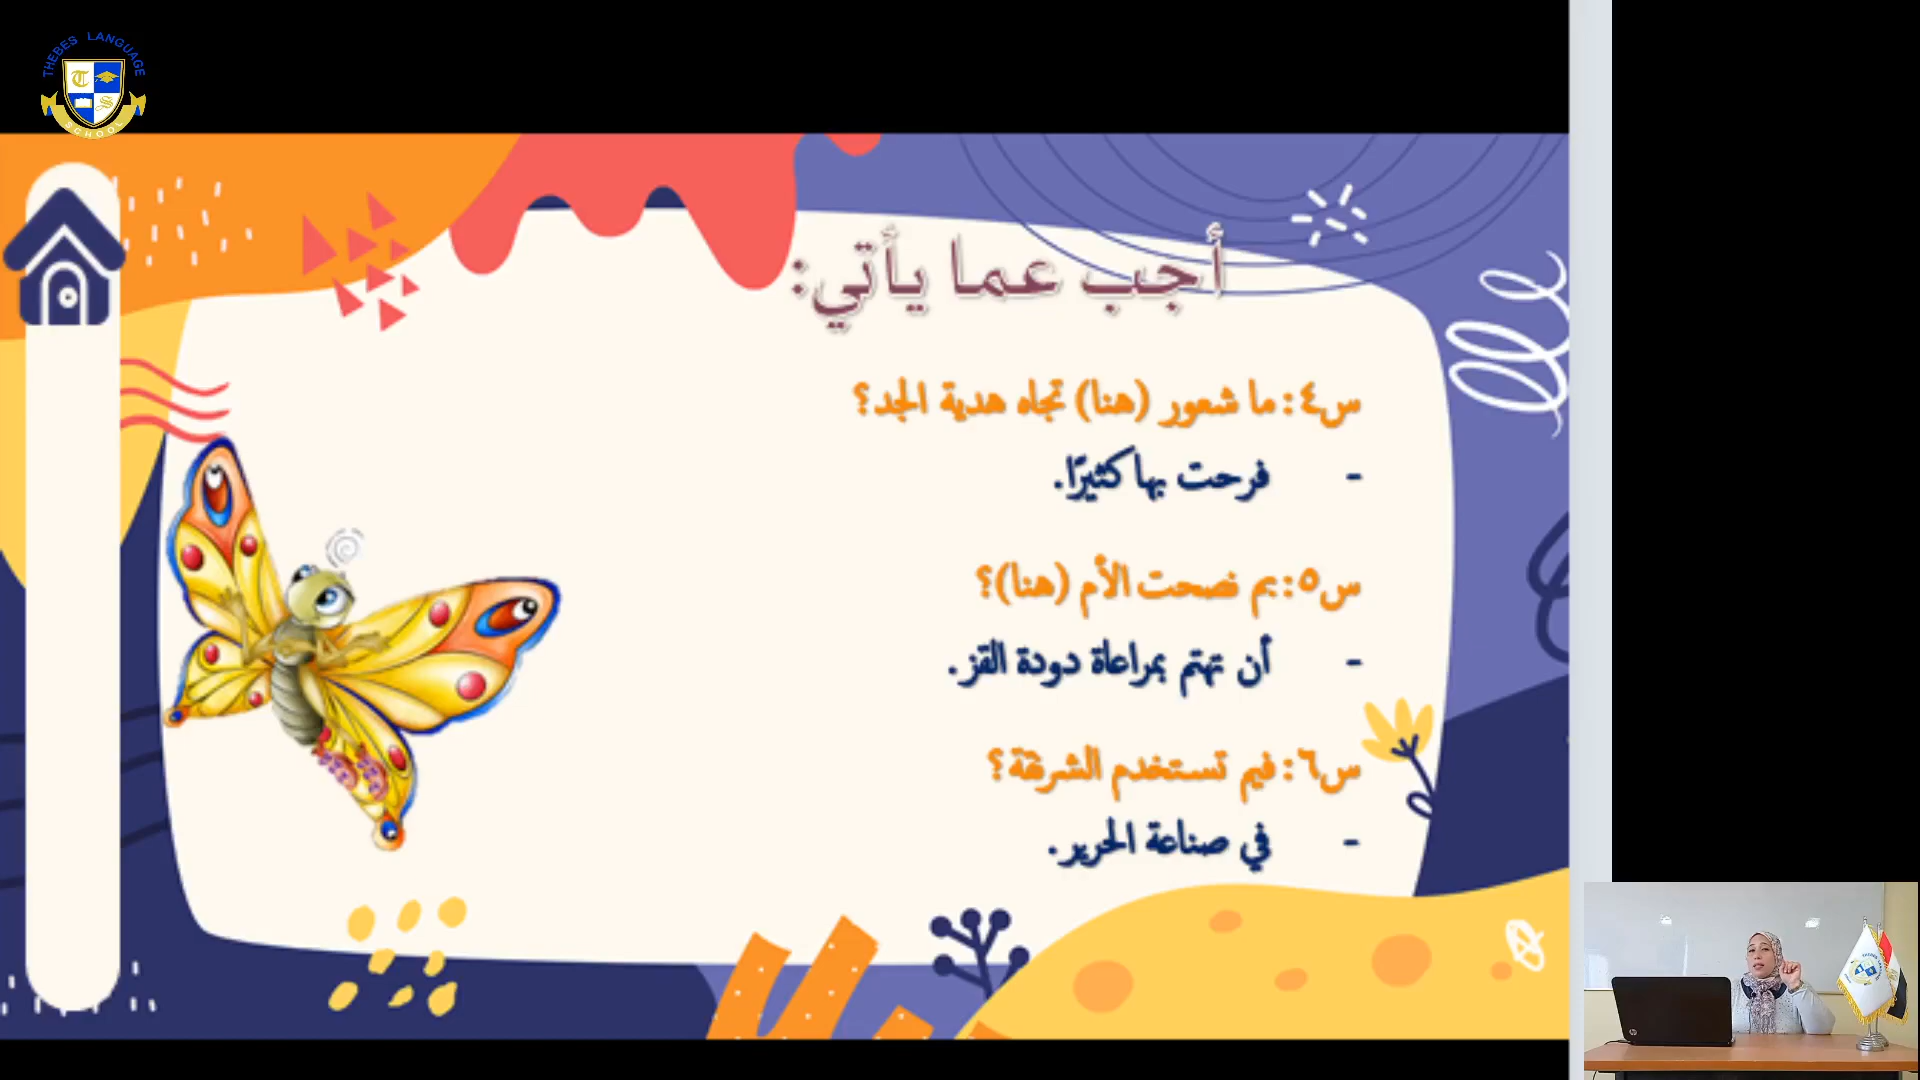 THEBES LANGUAGE
SCHOOL
أجب عما يأتي:
س٤: ما شعور (هنا) تجاه هدية الجد؟
- فرحت بها كثيرًا.
س٥: بم نصحت الأم (هنا)؟
- أن تهتم بمراعاة دودة القز.
س٦: فيم تستخدم الشرنقة؟
- في صناعة الحرير.